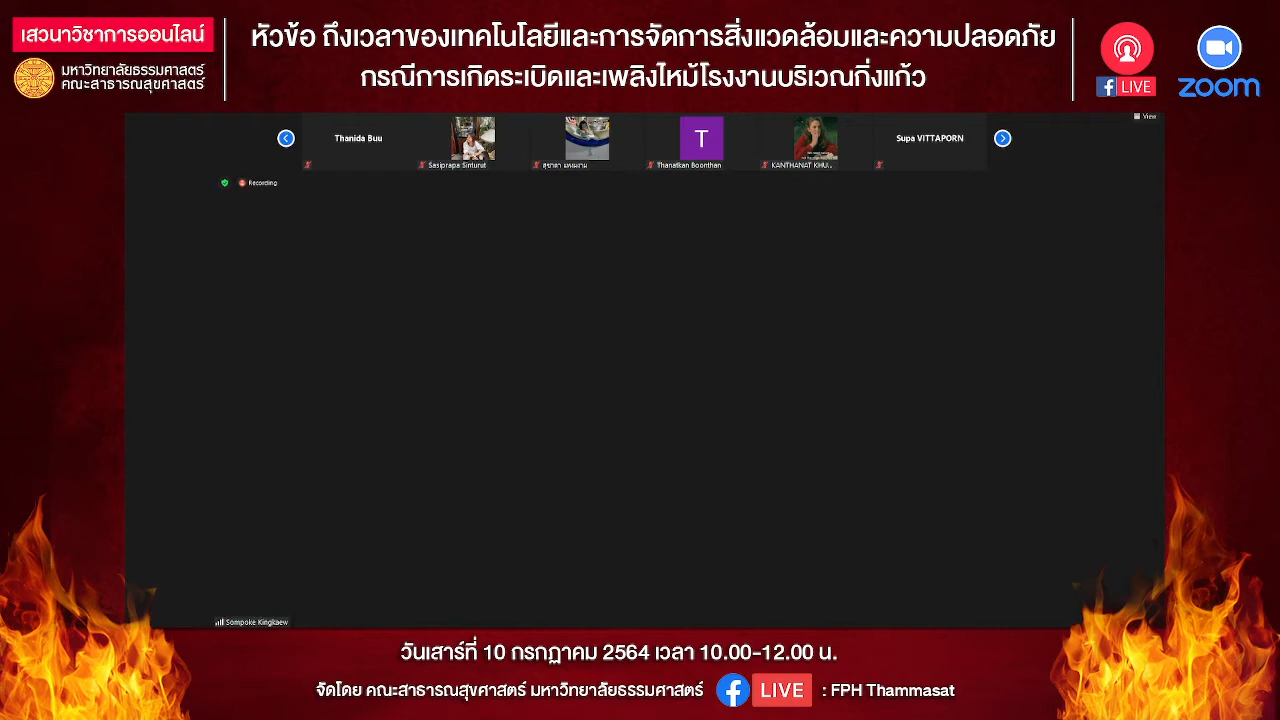 เสวนาวิชาการออนไลน์
มหาวิทยาลัยธรรมศาสตร์
คณะสาธารณสุขศาสตร์
หัวข้อ ถึงเวลาของเทคโนโลยีและการจัดการสิ่งแวดล้อมและความปลอดภัย
กรณีการเกิดระเบิดและเพลิงไหม้โรงงานบริเวณกิ่งแก้ว
f LIVE
zoom
View
Thanida Buu
T
Supa VITTAPORN
Sasiprapa Sinturut
Thanatkan Boonthan
KANTHANAT KHU...
Recording
Sompoke Kingkaew
วันเสาร์ที่ 10 กรกฎาคม 2564 เวลา 10.00-12.00 น.
จัดโดย คณะสาธารณสุขศาสตร์ มหาวิทยาลัยธรรมศาสตร์ f LIVE : FPH Thammasat